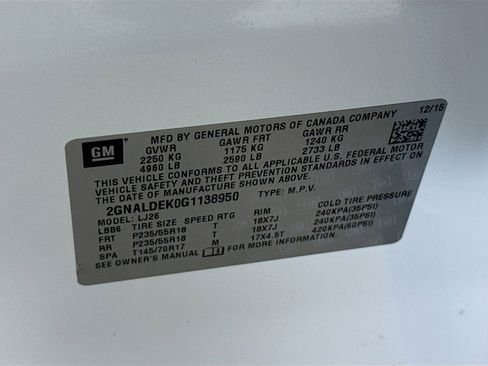 GM
MFD BY GENERAL MOTORS OF CANADA COMPANY 12/15
GVWR GAWR FRT GAWR RR
2250 KG 1175 KG 1240 KG
4960 LB 2590 LB 2733 LB
THIS VEHICLE CONFORMS TO ALL APPLICABLE U.S. FEDERAL MOTOR
VEHICLE SAFETY AND THEFT PREVENTION STANDARDS IN EFFECT ON
THE DATE OF MANUFACTURE SHOWN ABOVE.
2GNALDEK0G1138950 TYPE: M.P.V.
MODEL: LJ26
LBB6 TIRE SIZE SPEED RTG RIM COLD TIRE PRESSURE
FRT P235/55R18 T 18X7J 240KPA(35PSI)
RR P235/55R18 T 18X7J 240KPA(35PSI)
SPA T145/70R17 M 17X4.5T 420KPA(60PSI)
SEE OWNER'S MANUAL FOR MORE INFORMATION.